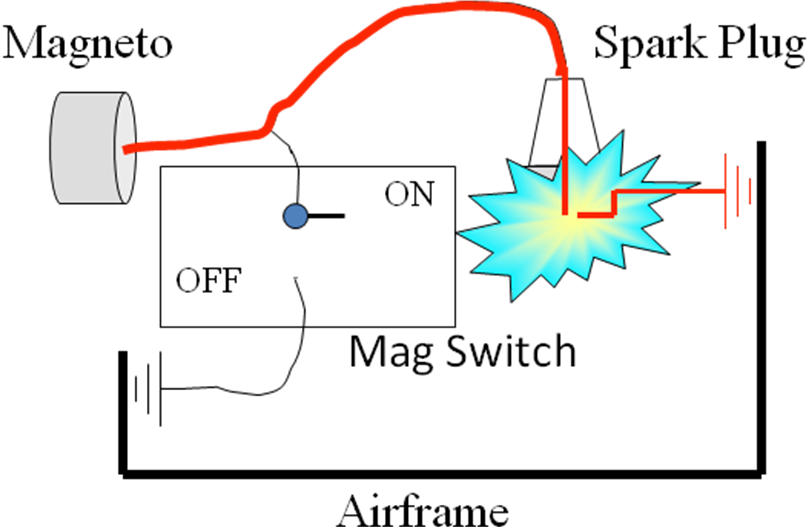 Magneto
Spark Plug
ON
OFF
Mag Switch
Airframe